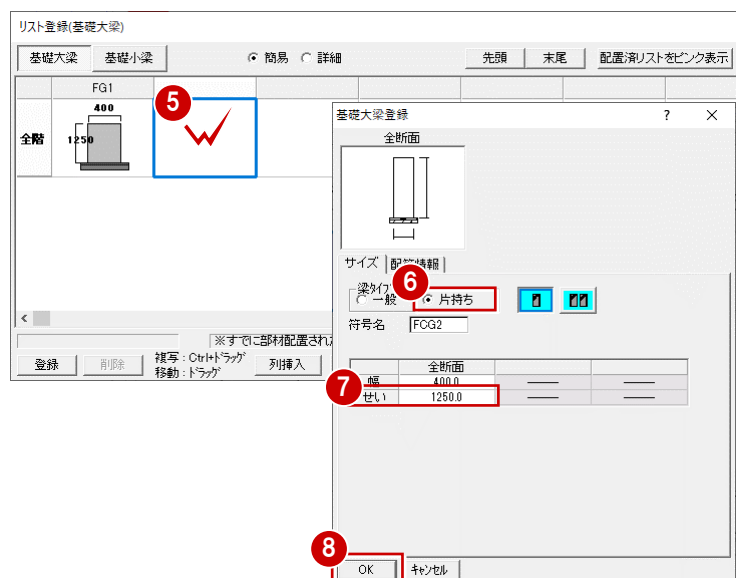 リスト登録(基礎大梁)
基礎大梁 基礎小梁 簡易 詳細 先頭 末尾 配置済リストをピンク表示
FG1
5
全階 400 1250
基礎大梁登録 ? ×
全断面
サイズ 配筋情報
6
梁タイプ
一般 片持ち
符号名 FCG2
全断面
7
幅 400.0
せい 1250.0
<
※すでに部材配置され
登録 削除 複写:Ctrl+ドラッグ 列挿入
移動:ドラッグ
8
OK キャンセル